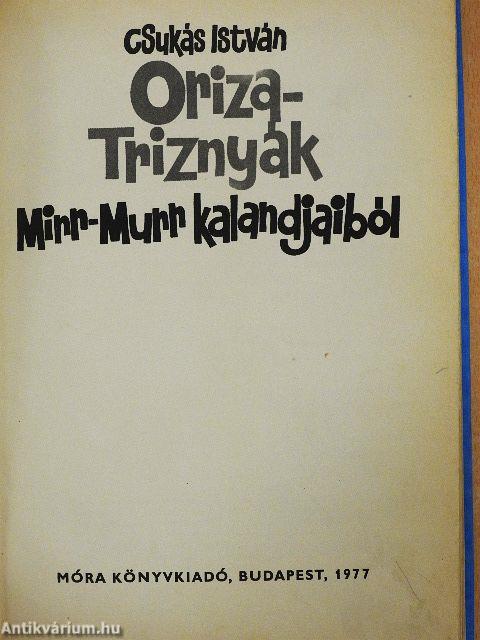 Csukás István
Oriza-
Triznyák
Mirr-Murr kalandjaiból
MÓRA KÖNYVKIADÓ, BUDAPEST, 1977
Antikvárium.hu